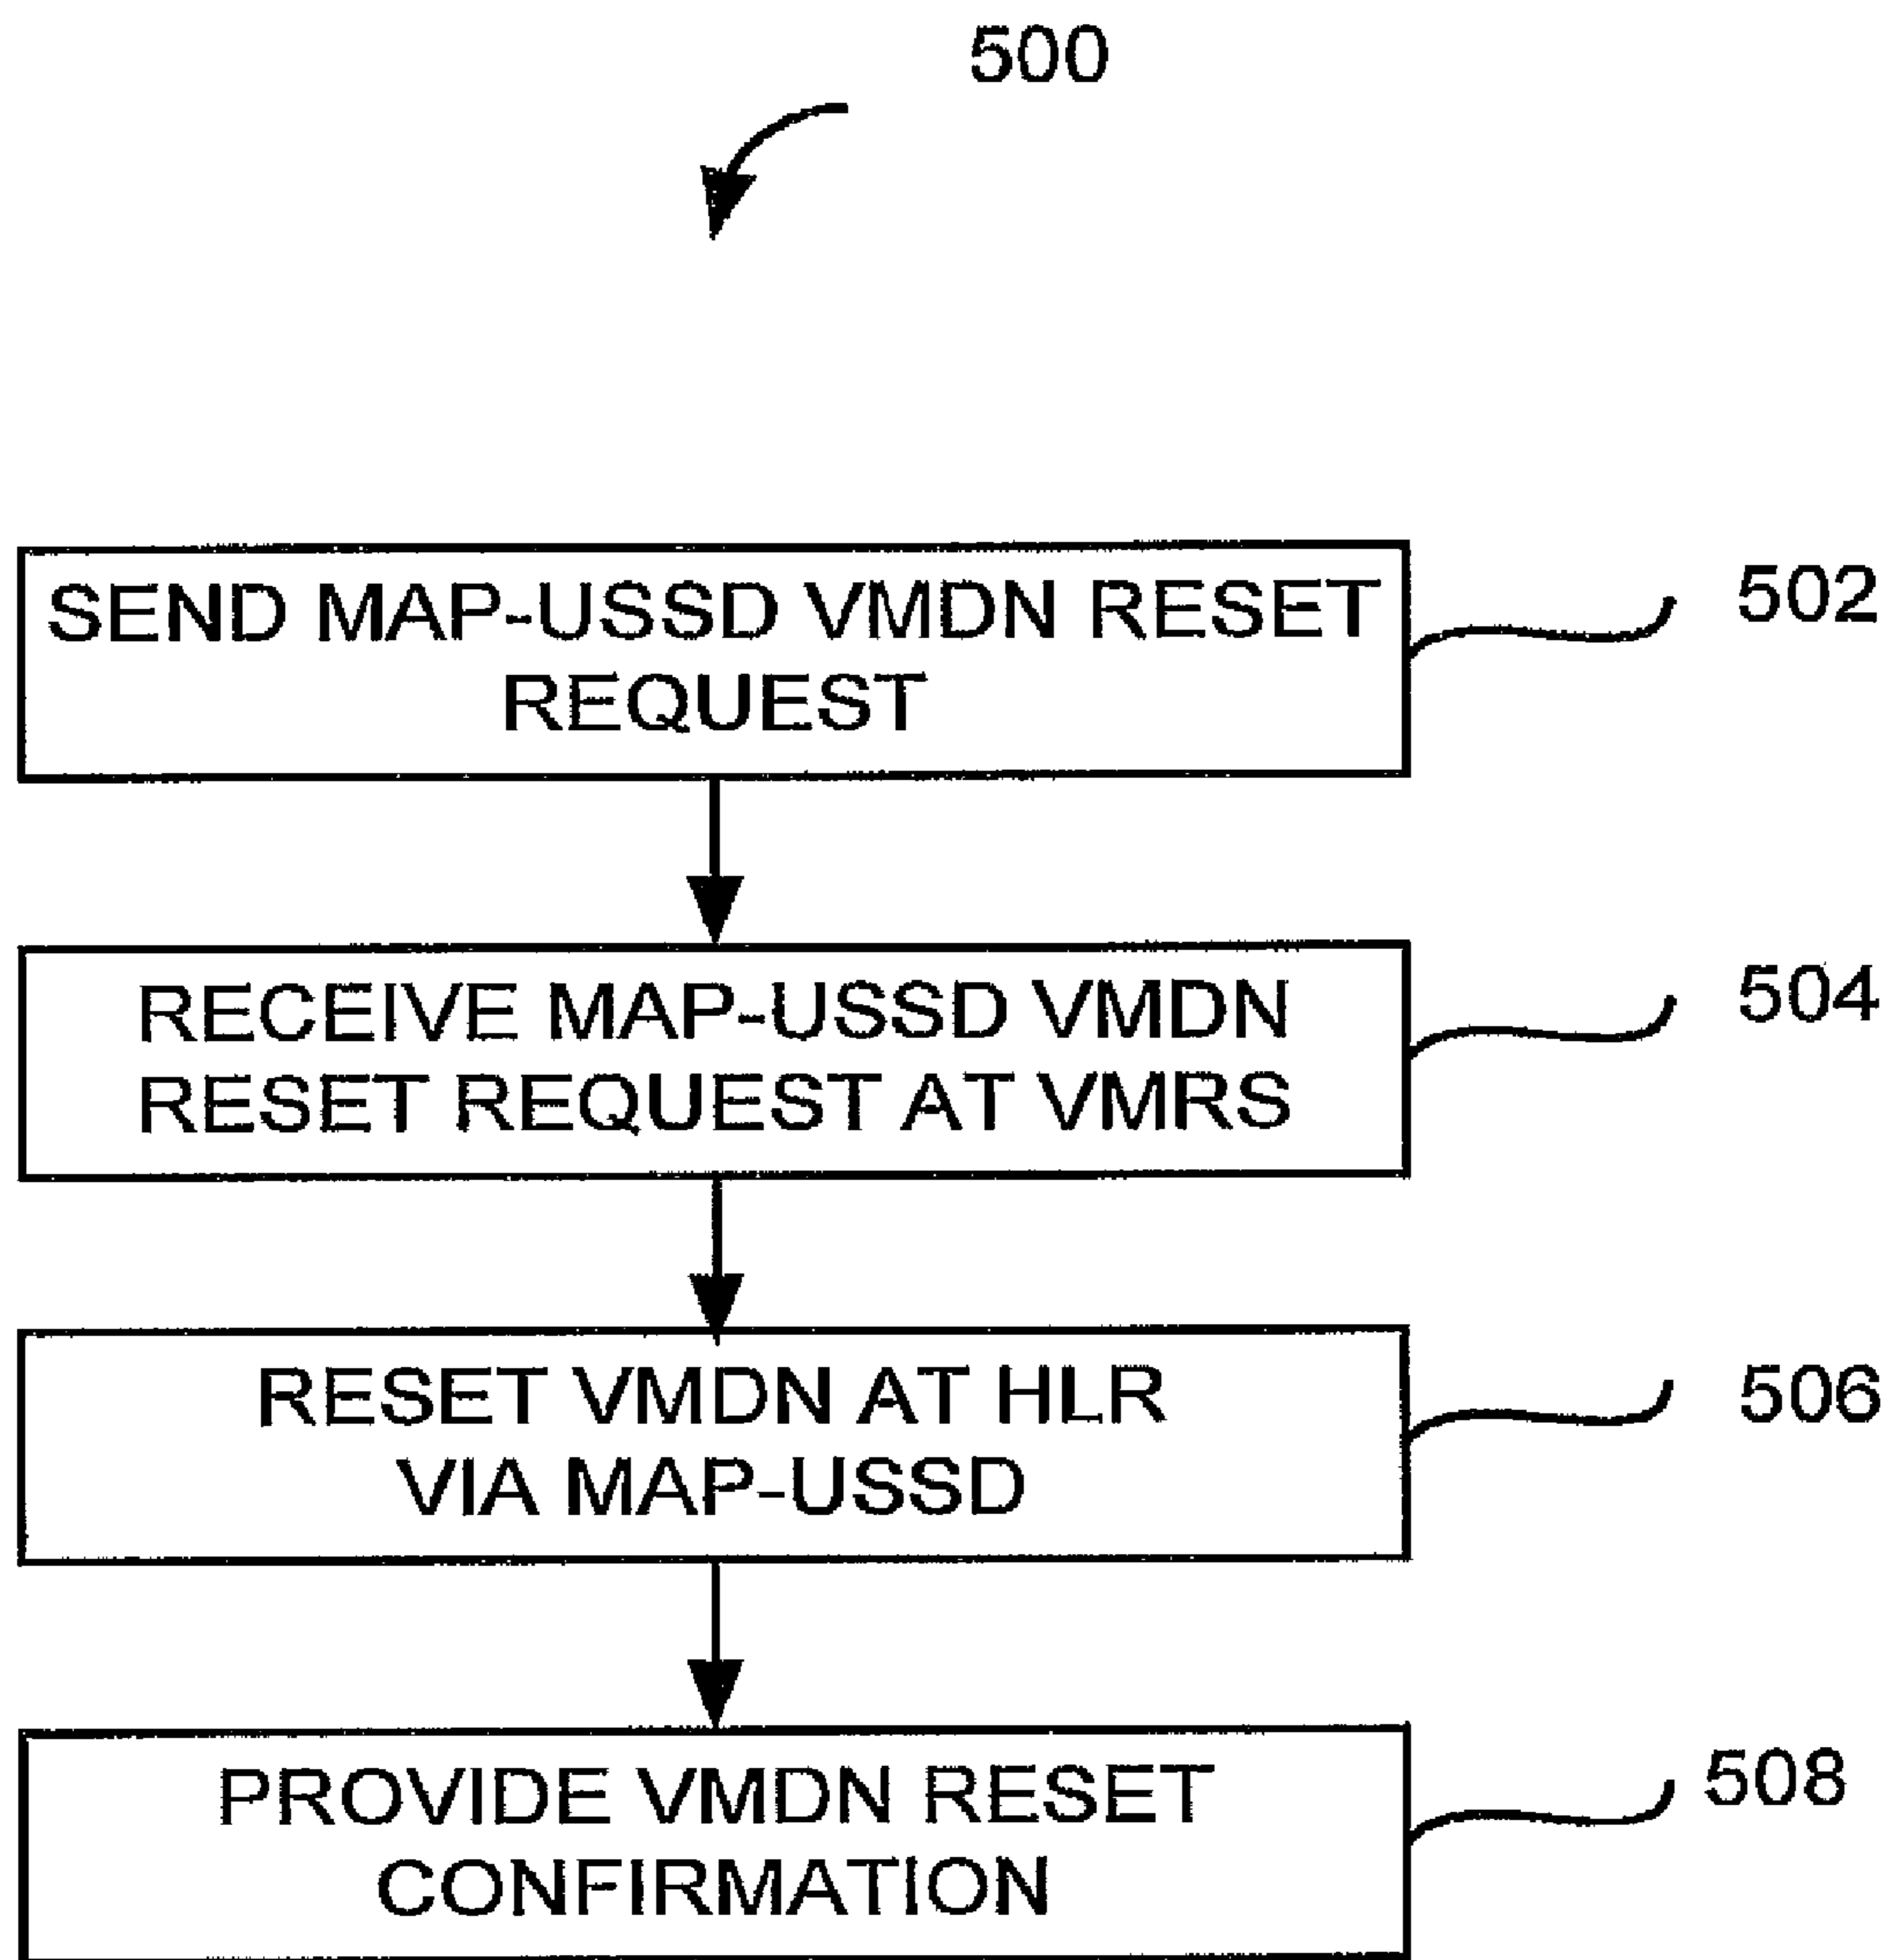 500
SEND MAP-USSD VMDN RESET
REQUEST
502
RECEIVE MAP-USSD VMDN
RESET REQUEST AT VMRS
504
RESET VMDN AT HLR
VIA MAP-USSD
506
PROVIDE VMDN RESET
CONFIRMATION
508